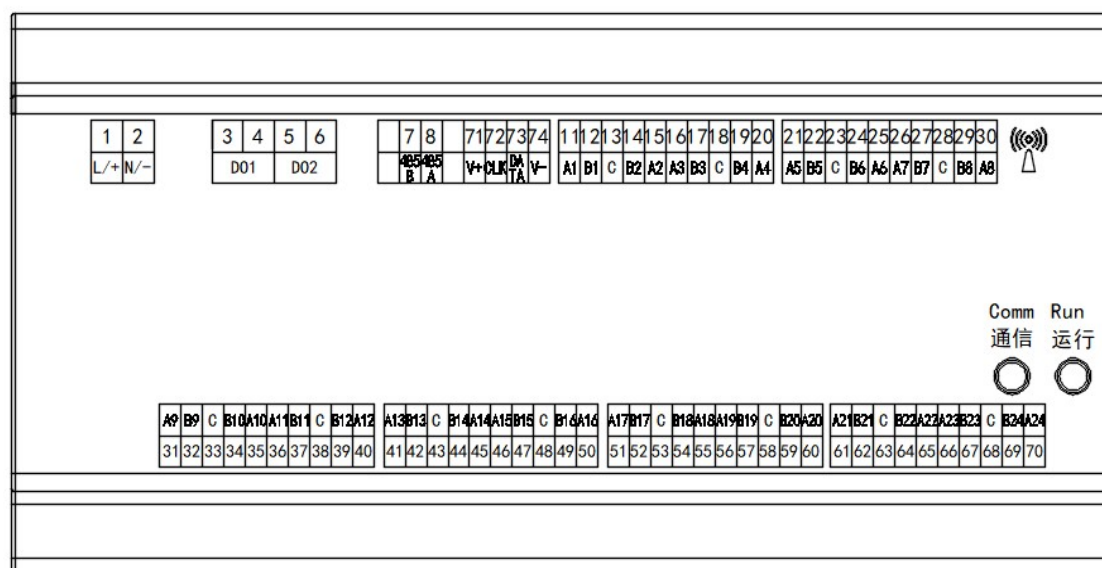 1 2 3 4 5 6 7 8 71 72 73 74 11 12 13 14 15 16 17 18 19 20 21 22 23 24 25 26 27 28 29 30
L/+ N/- DO1 DO2 485 B 485 A V+ CLK DA TA V- A1 B1 C B2 A2 A3 B3 C B4 A4 A5 B5 C B6 A6 A7 B7 C B8 A8
Comm Run
通信 运行
A9 B9 C B10 A10 A11 B11 C B12 A12 A13 B13 C B14 A14 A15 B15 C B16 A16 A17 B17 C B18 A18 A19 B19 C B20 A20 A21 B21 C B22 A22 A23 B23 C B24 A24
31 32 33 34 35 36 37 38 39 40 41 42 43 44 45 46 47 48 49 50 51 52 53 54 55 56 57 58 59 60 61 62 63 64 65 66 67 68 69 70